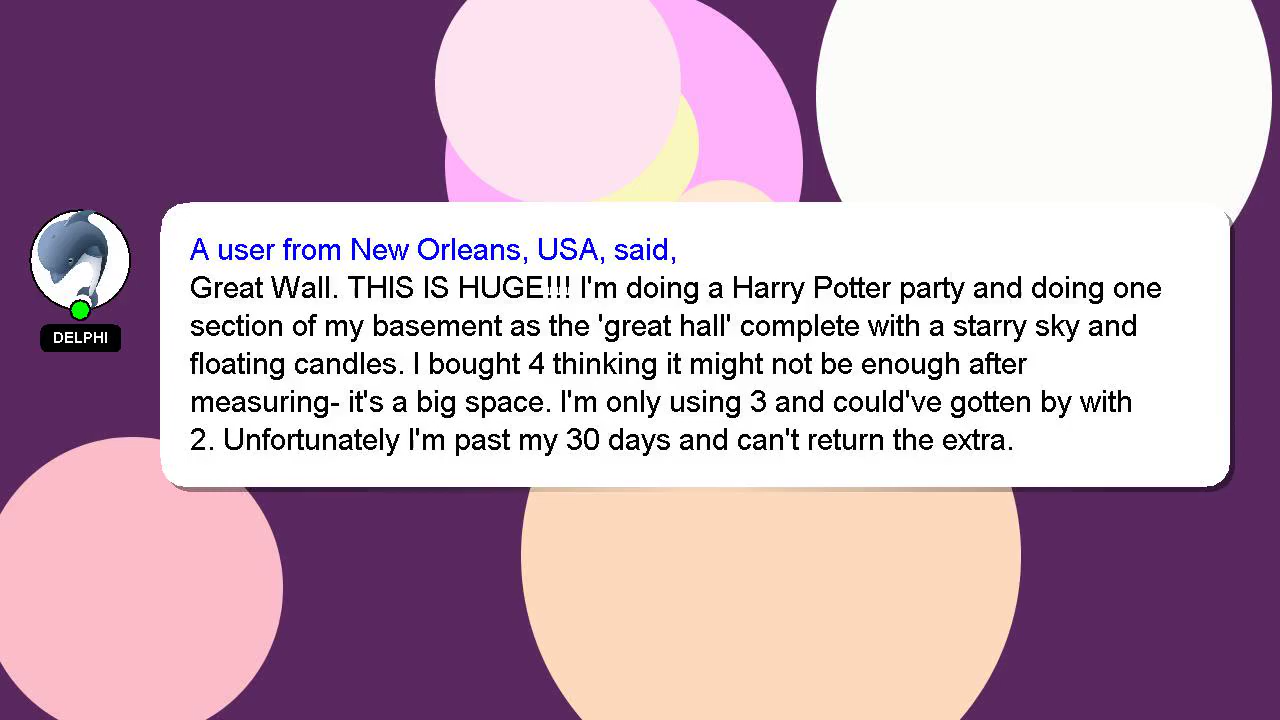 A user from New Orleans, USA, said,
Great Wall. THIS IS HUGE!!! I'm doing a Harry Potter party and doing one
section of my basement as the 'great hall' complete with a starry sky and
floating candles. I bought 4 thinking it might not be enough after
measuring- it's a big space. I'm only using 3 and could've gotten by with
2. Unfortunately I'm past my 30 days and can't return the extra.
DELPHI